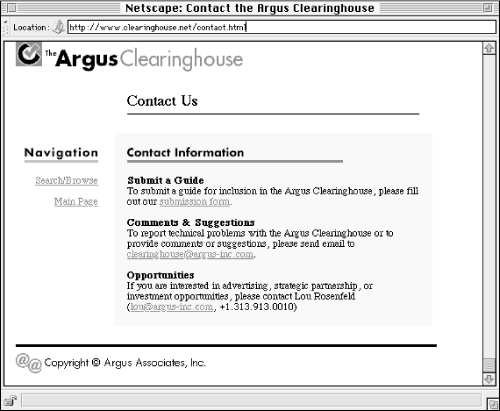 Netscape: Contact the Argus Clearinghouse
Location: http://www.clearinghouse.net/contact.html
The Argus Clearinghouse
Contact Us
Navigation
Search/Browse
Main Page
Contact Information
Submit a Guide
To submit a guide for inclusion in the Argus Clearinghouse, please fill
out our submission form.
Comments & Suggestions
To report technical problems with the Argus Clearinghouse or to
provide comments or suggestions, please send email to
clearinghouse@argus-inc.com.
Opportunities
If you are interested in advertising, strategic partnership, or
investment opportunities, please contact Lou Rosenfeld
(lou@argus-inc.com, +1.313.913.0010)
@@ Copyright © Argus Associates, Inc.